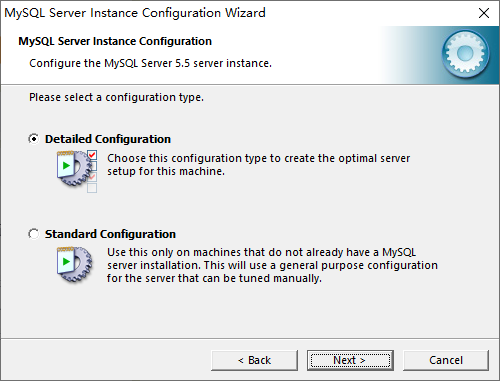 MySQL Server Instance Configuration Wizard
MySQL Server Instance Configuration
Configure the MySQL Server 5.5 server instance.
Please select a configuration type.
Detailed Configuration
Choose this configuration type to create the optimal server
setup for this machine.
Standard Configuration
Use this only on machines that do not already have a MySQL
server installation. This will use a general purpose configuration
for the server that can be tuned manually.
< Back
Next >
Cancel